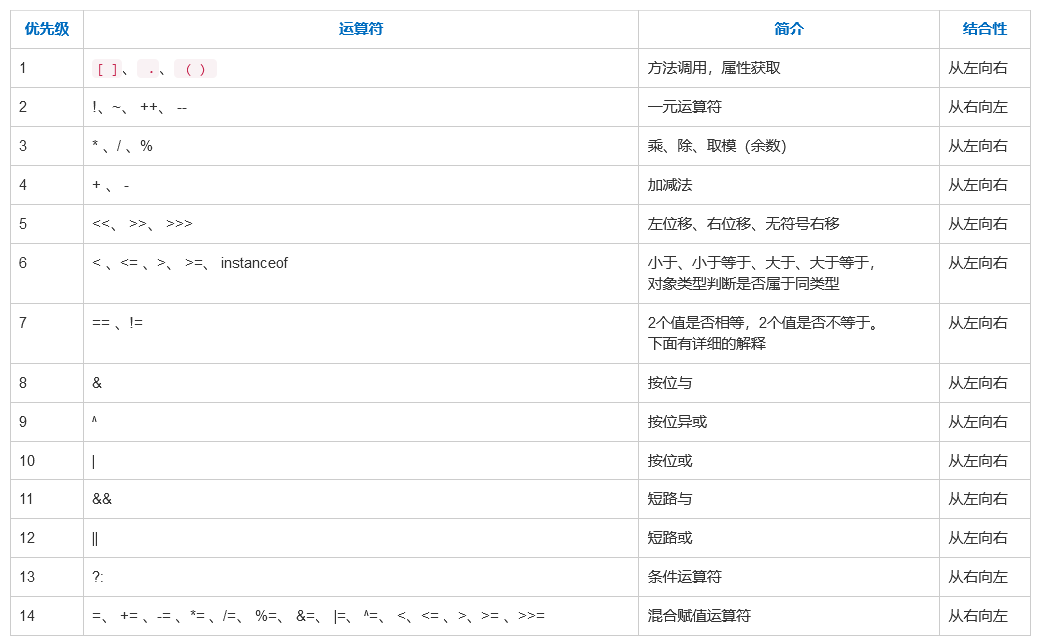 优先级 运算符 简介 结合性
1 [ ]、 .、 ( ) 方法调用，属性获取 从左向右
2 !、~、 ++、 -- 一元运算符 从右向左
3 * 、/ 、% 乘、除、取模（余数） 从左向右
4 + 、 - 加减法 从左向右
5 <<、 >>、 >>> 左位移、右位移、无符号右移 从左向右
6 < 、<= 、>、 >=、 instanceof 小于、小于等于、大于、大于等于， 从左向右
对象类型判断是否属于同类型
7 == 、!= 2个值是否相等，2个值是否不等于。 从左向右
下面有详细的解释
8 & 按位与 从左向右
9 ^ 按位异或 从左向右
10 | 按位或 从左向右
11 && 短路与 从左向右
12 || 短路或 从左向右
13 ?: 条件运算符 从右向左
14 =、 += 、-= 、*= 、/=、 %=、 &=、 |=、 ^=、 <、<= 、>、>= 、>>= 混合赋值运算符 从右向左